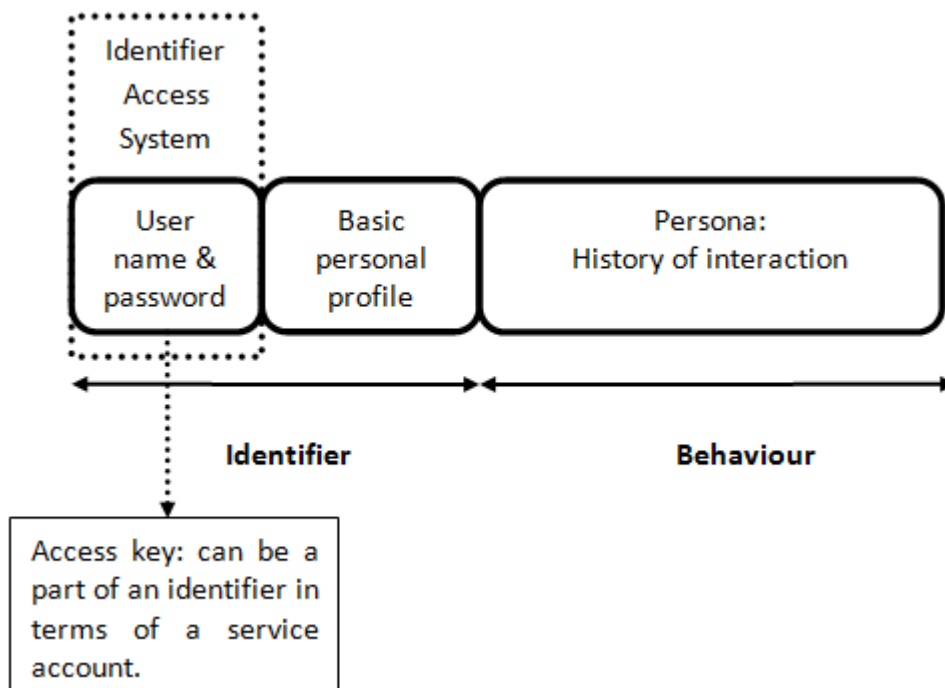 Identifier
Access
System
User
name &
password
Basic
personal
profile
Persona:
History of interaction
Identifier
Behaviour
Access key: can be a
part of an identifier in
terms of a service
account.